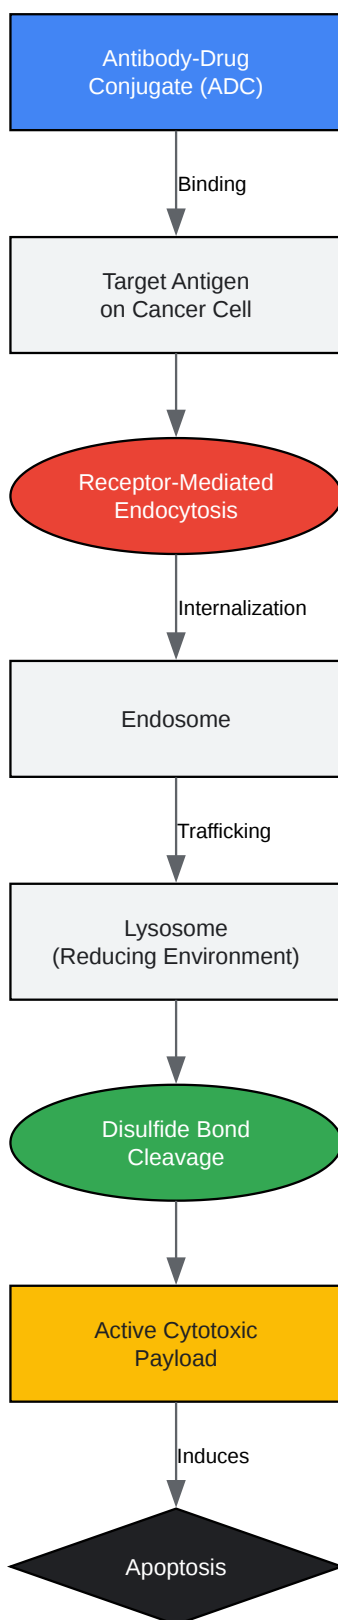 Antibody-Drug
Conjugate (ADC)
Binding
Target Antigen
on Cancer Cell
Receptor-Mediated
Endocytosis
Internalization
Endosome
Trafficking
Lysosome
(Reducing Environment)
Disulfide Bond
Cleavage
Active Cytotoxic
Payload
Induces
Apoptosis